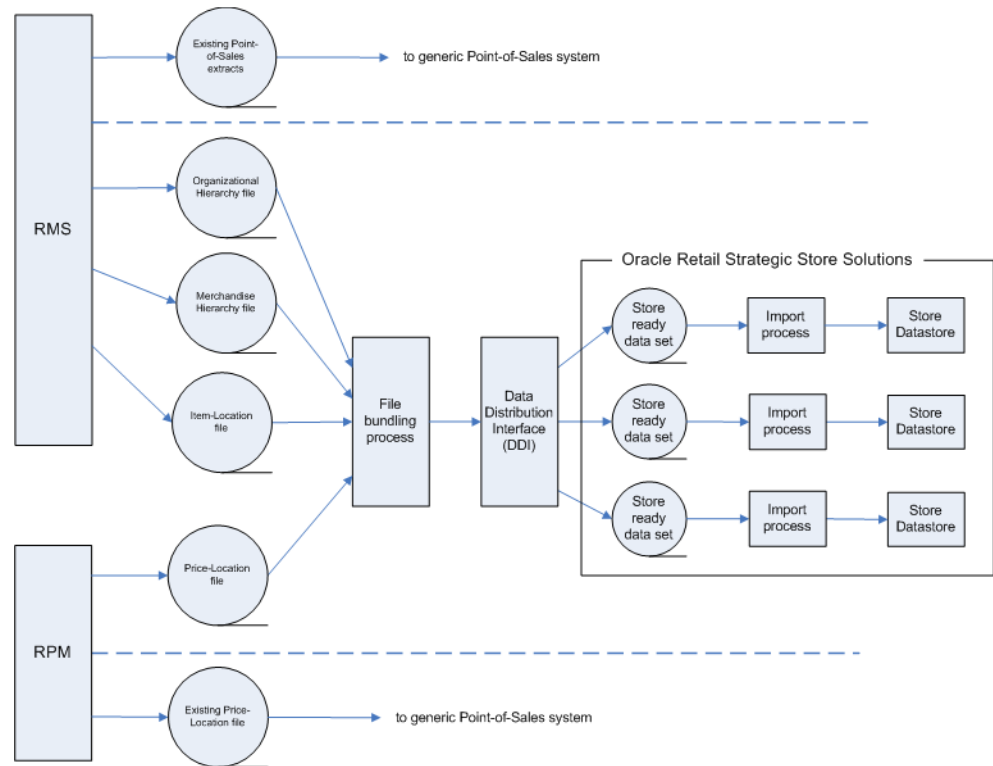 Existing Point-
of-Sales
extracts
to generic Point-of-Sales system
RMS
Organizational
Hierarchy file
Merchandise
Hierarchy file
Item-Location
file
File
bundling
process
Data
Distribution
Interface
(DDI)
Oracle Retail Strategic Store Solutions
Store
ready
data set
Import
process
Store
Datastore
Store
ready
data set
Import
process
Store
Datastore
Store
ready
data set
Import
process
Store
Datastore
RPM
Price-Location
file
Existing Price-
Location file
to generic Point-of-Sales system